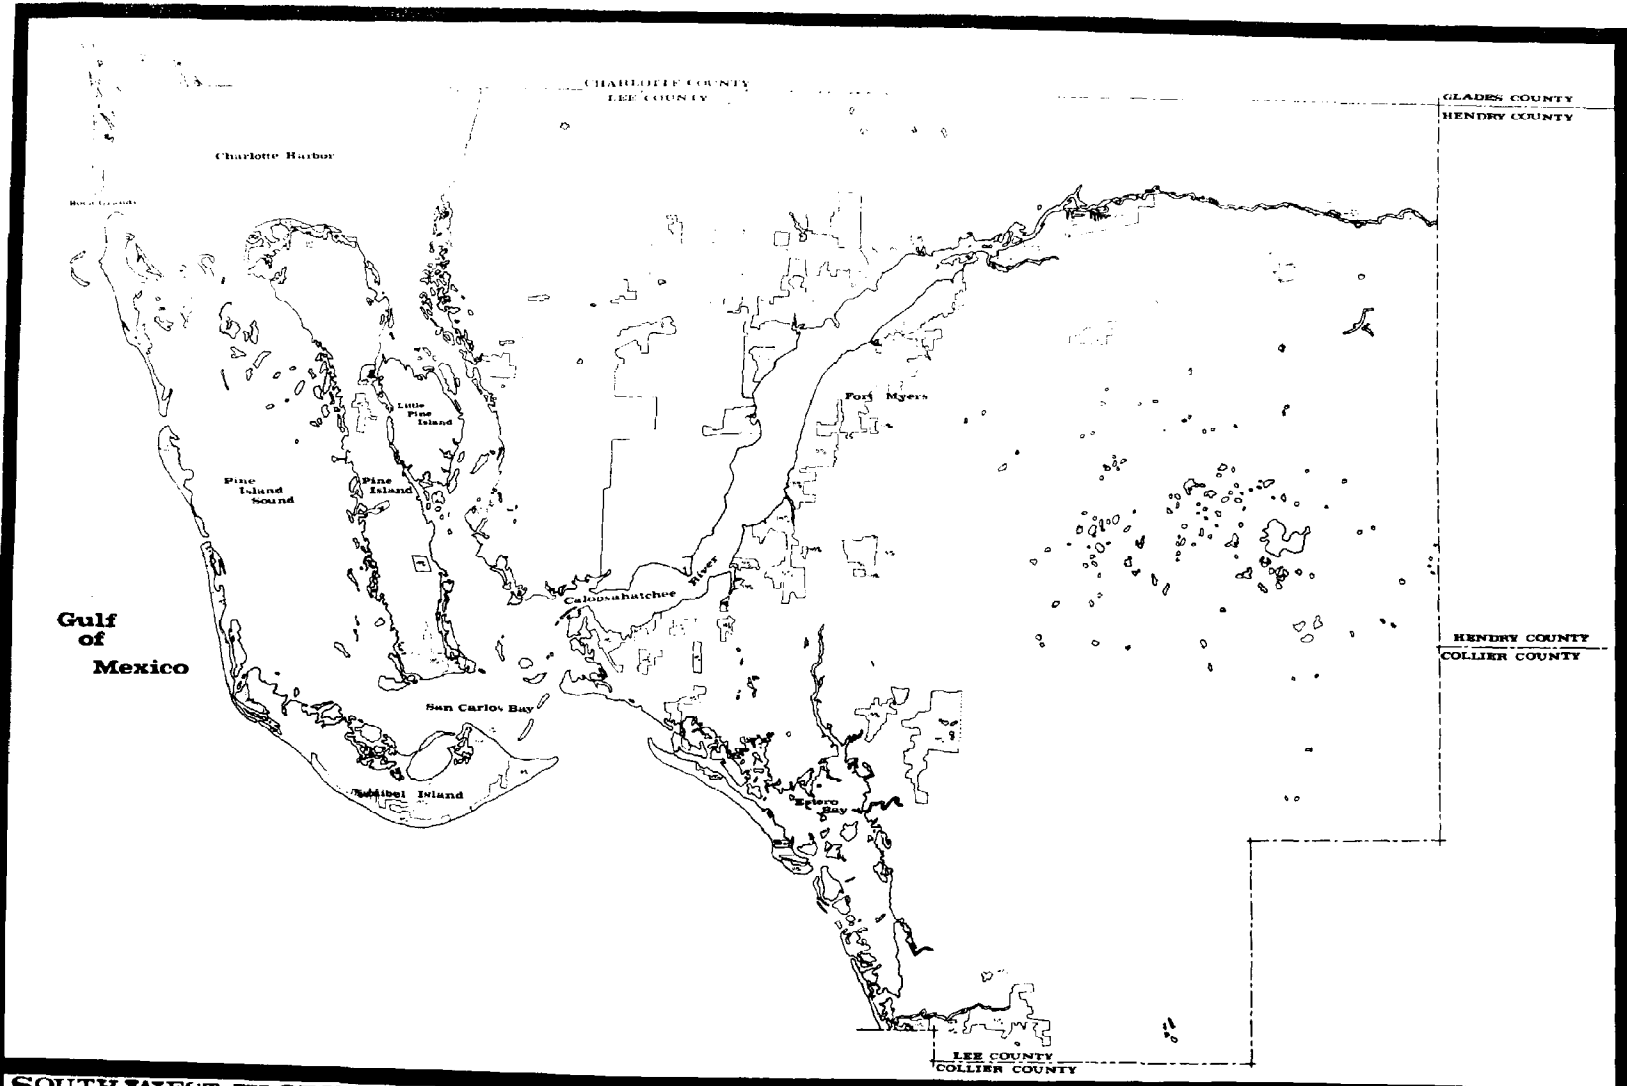 CHARLOTTE COUNTY
LEE COUNTY
GLADES COUNTY
HENDRY COUNTY
Charlotte Harbor
Boca Grande
Fort Myers
Little
Pine
Island
Pine
Island
Sound
Pine
Island
River
Caloosahatchee
Gulf
of
Mexico
HENDRY COUNTY
COLLIER COUNTY
San Carlos Bay
Island
Estero
Bay
LEE COUNTY
COLLIER COUNTY